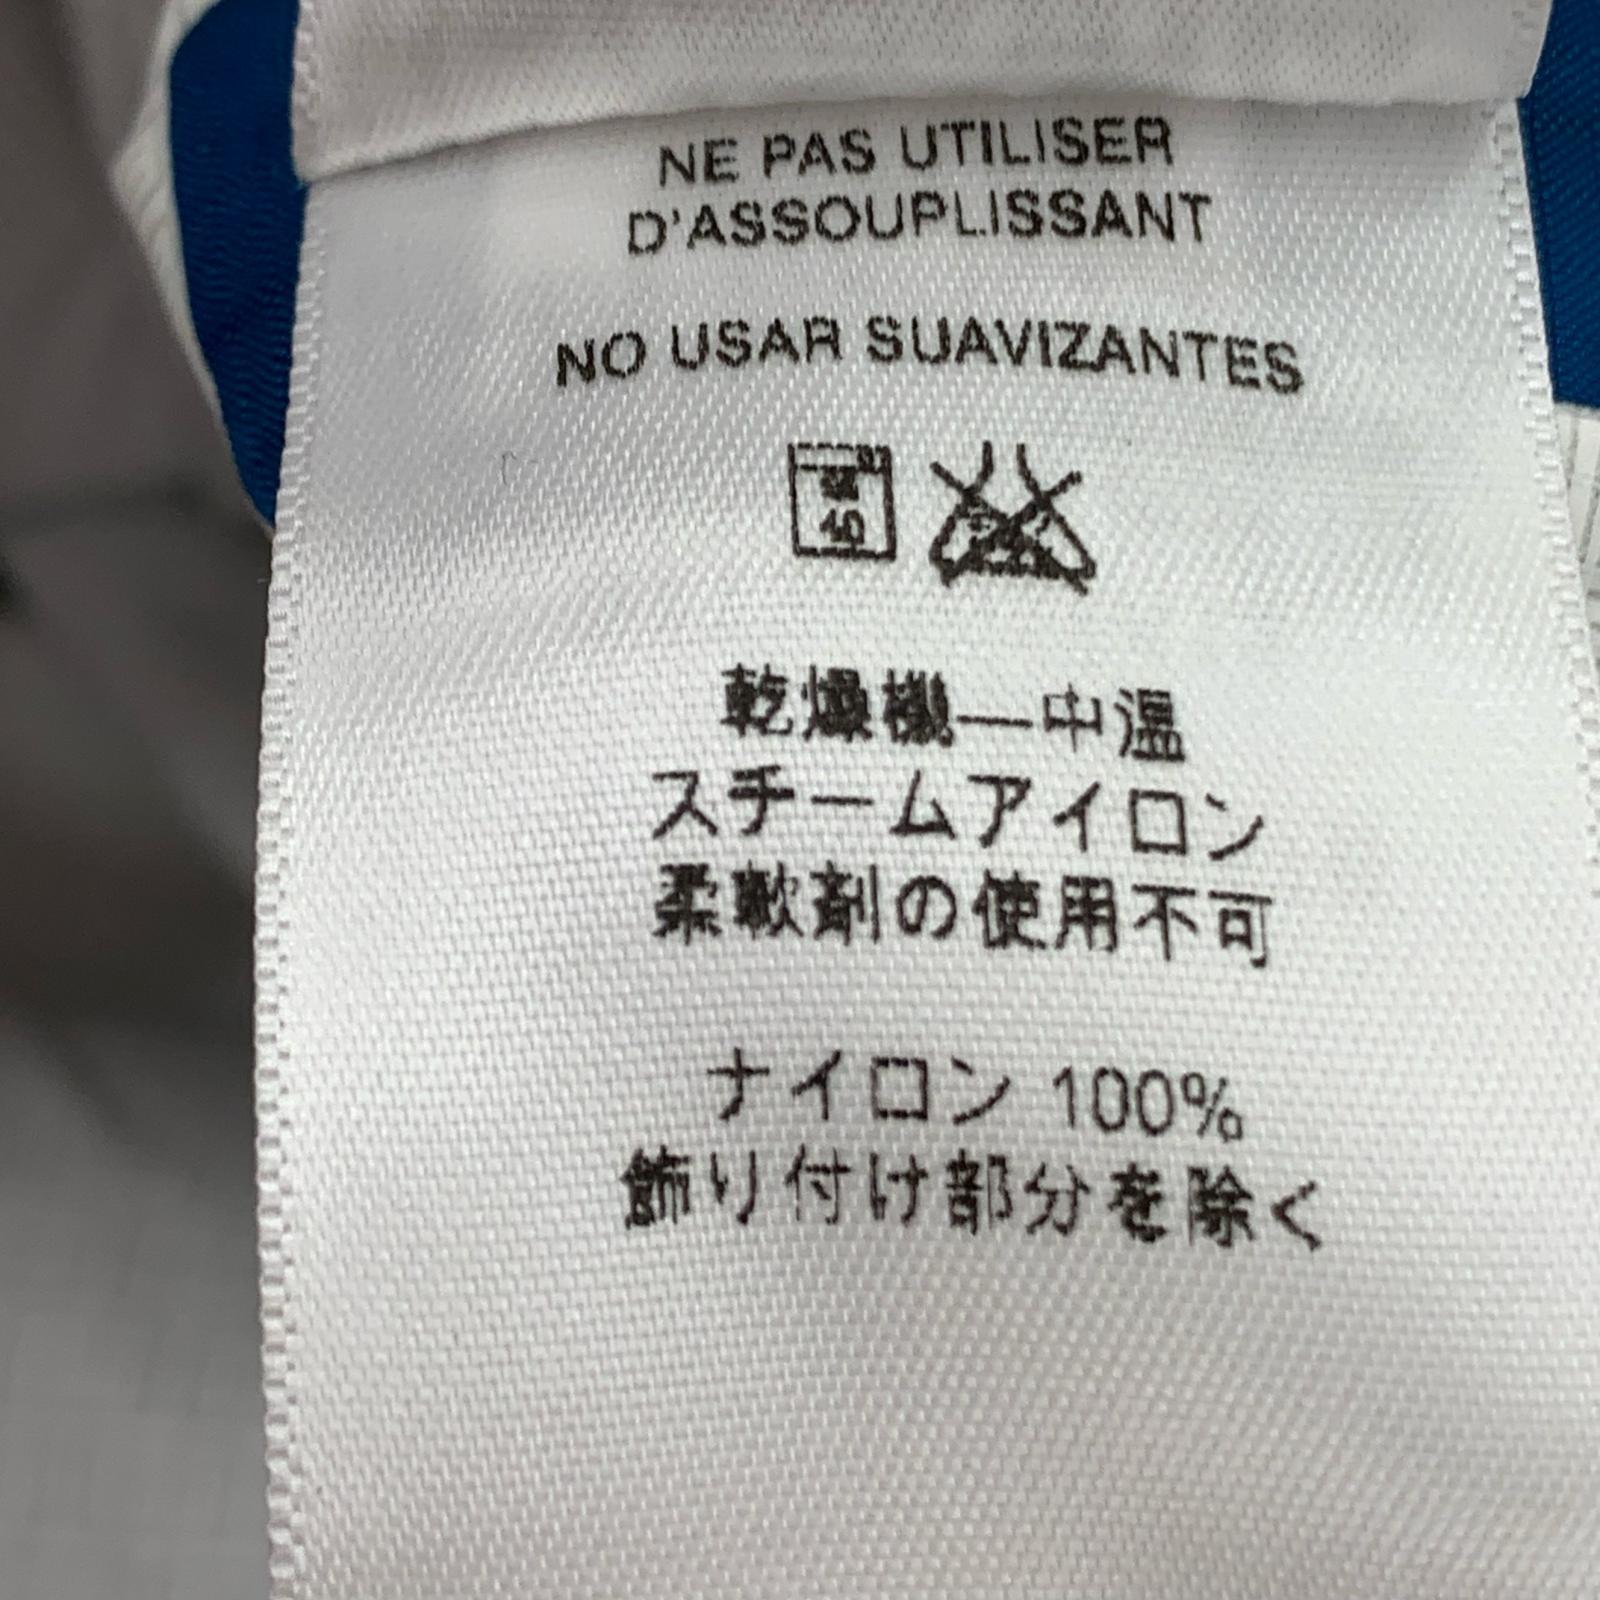 NE PAS UTILISER
D'ASSOUPLISSANT
NO USAR SUAVIZANTES
40
乾燥機—中温
スチームアイロン
柔軟剤の使用不可
ナイロン 100%
飾り付け部分を除く